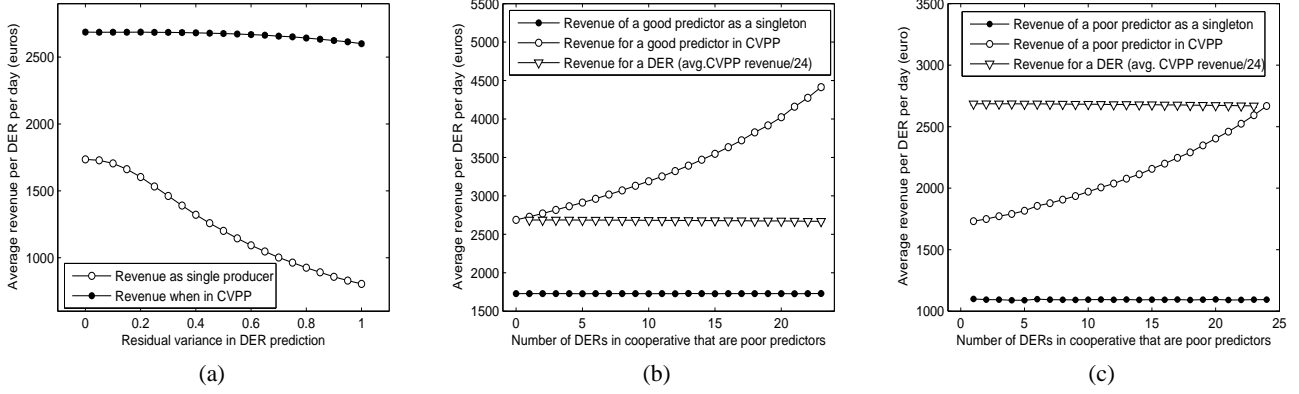 Average revenue per DER per day (euros)
2500
2000
1500
1000
Revenue as single producer
Revenue when in CVPP
0
0.2
0.4
0.6
0.8
1
Residual variance in DER prediction
(a)
Average revenue per DER per day (euros)
5500
5000
4500
4000
3500
3000
2500
2000
1500
Revenue of a good predictor as a singleton
Revenue for a good predictor in CVPP
Revenue for a DER (avg.CVPP revenue/24)
0
5
10
15
20
Number of DERs in cooperative that are poor predictors
(b)
Average revenue per DER per day (euro)
3500
3000
2500
2000
1500
1000
Revenue of a poor predictor as a singleton
Revenue of a poor predictor in CVPP
Revenue for a DER (avg. CVPP revenue/24)
0
5
10
15
20
25
Number of DERs in cooperative that are poor predictors
(c)